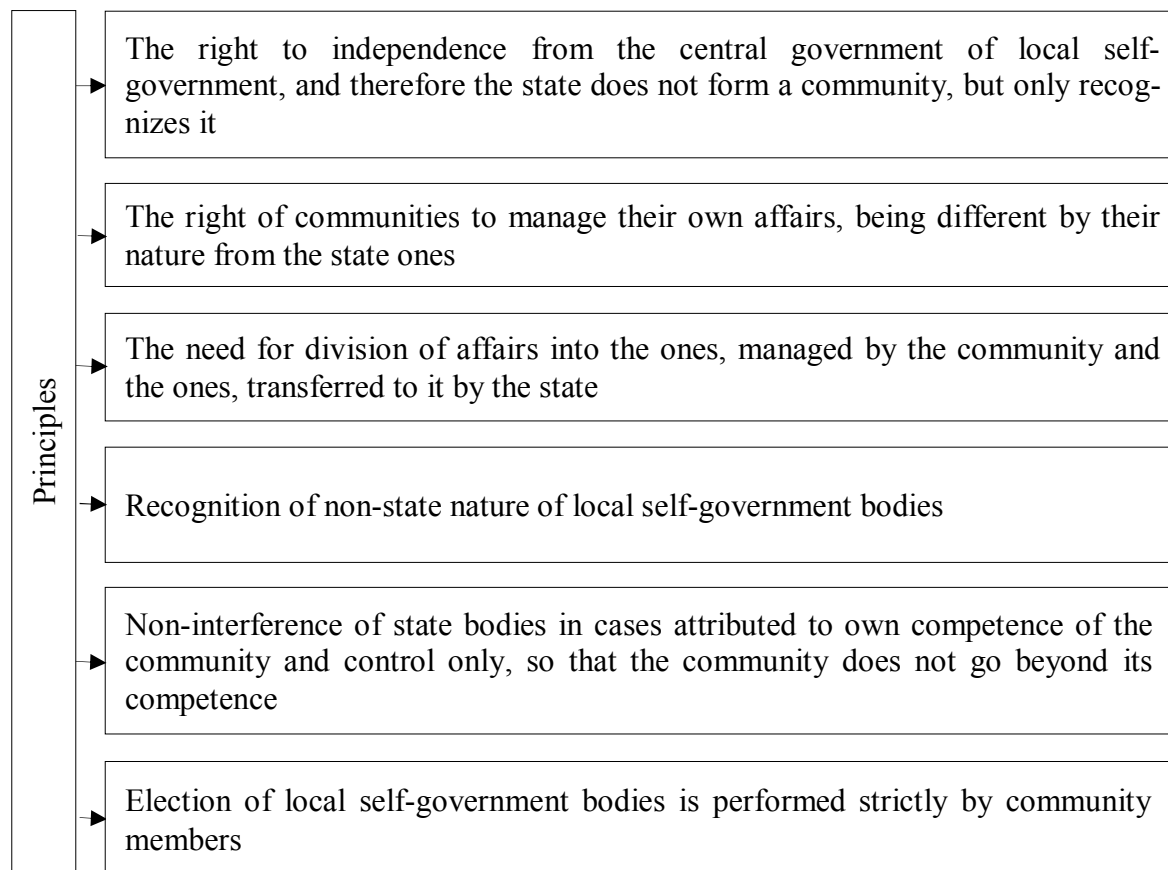 Principles
The right to independence from the central government of local self-
government, and therefore the state does not form a community, but only recog-
nizes it
The right of communities to manage their own affairs, being different by their
nature from the state ones
The need for division of affairs into the ones, managed by the community and
the ones, transferred to it by the state
Recognition of non-state nature of local self-government bodies
Non-interference of state bodies in cases attributed to own competence of the
community and control only, so that the community does not go beyond its
competence
Election of local self-government bodies is performed strictly by community
members